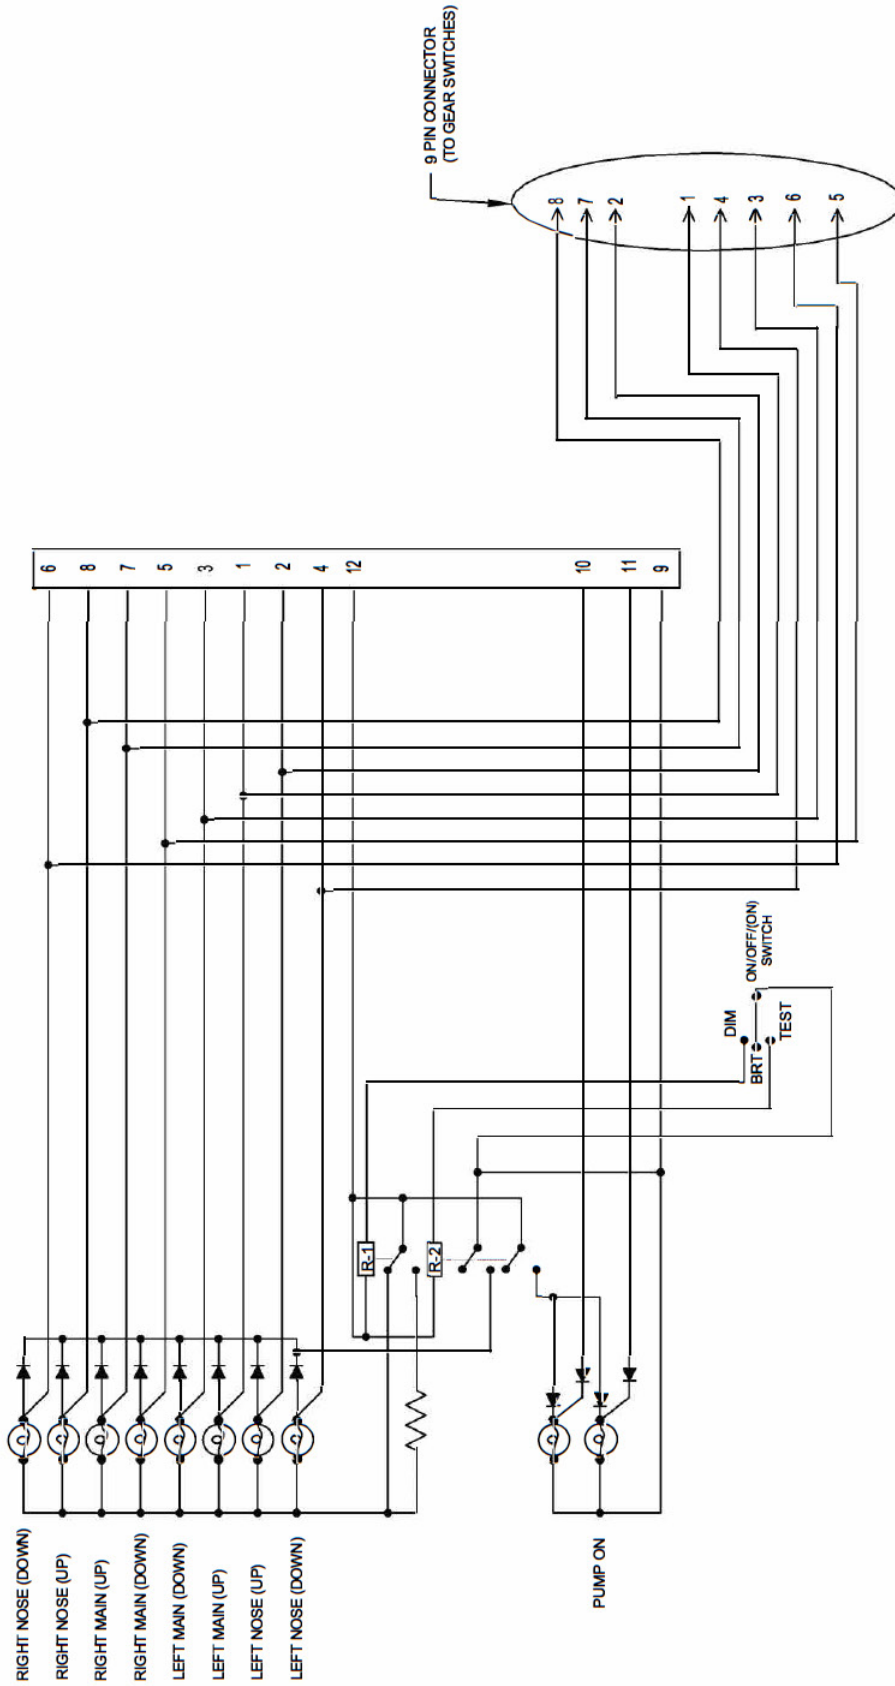 9 PIN CONNECTOR
(TO GEAR SWITCHES)
8
7
2
1
4
3
6
5
6
8
7
5
3
1
2
4
12
10
11
9
ON/OFF/(ON)
SWITCH
DIM
BRT
TEST
R-1
R-2
RIGHT NOSE (DOWN)
RIGHT NOSE (UP)
RIGHT MAIN (UP)
RIGHT MAIN (DOWN)
LEFT MAIN (DOWN)
LEFT MAIN (UP)
LEFT NOSE (UP)
LEFT NOSE (DOWN)
PUMP ON